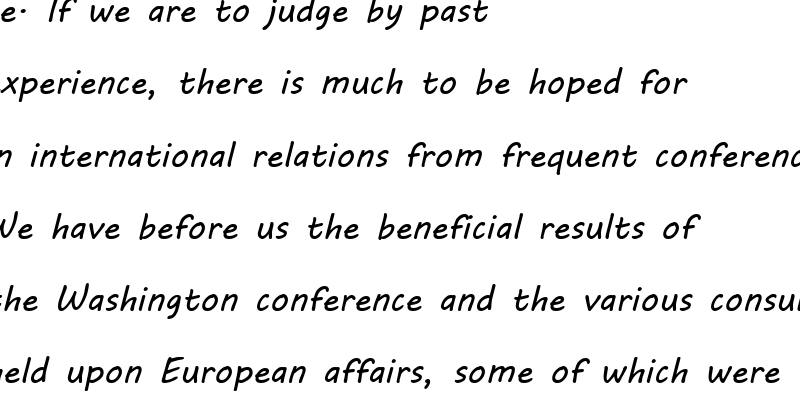 e. If we are to judge by past
xperience, there is much to be hoped for
n international relations from frequent conferenc
We have before us the beneficial results of
the Washington conference and the various consul
held upon European affairs, some of which were